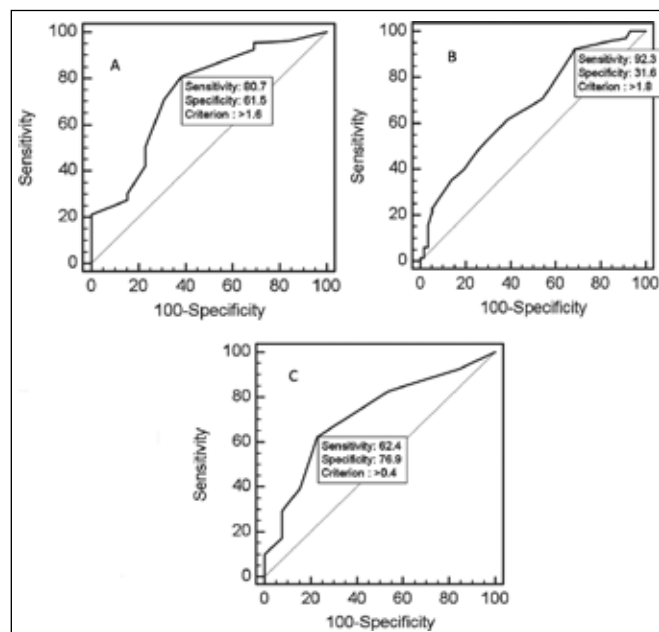 A
Sensitivity: 80.7
Specificity: 61.5
Criterion : >1.6
100
80
60
40
20
0
Sensitivity
0 20 40 60 80 100
100-Specificity
B
Sensitivity: 92.3
Specificity: 31.6
Criterion : >1.8
100
80
60
40
20
0
Sensitivity
0 20 40 60 80 100
100-Specificity
C
Sensitivity: 62.4
Specificity: 76.9
Criterion : >0.4
100
80
60
40
20
0
Sensitivity
0 20 40 60 80 100
100-Specificity